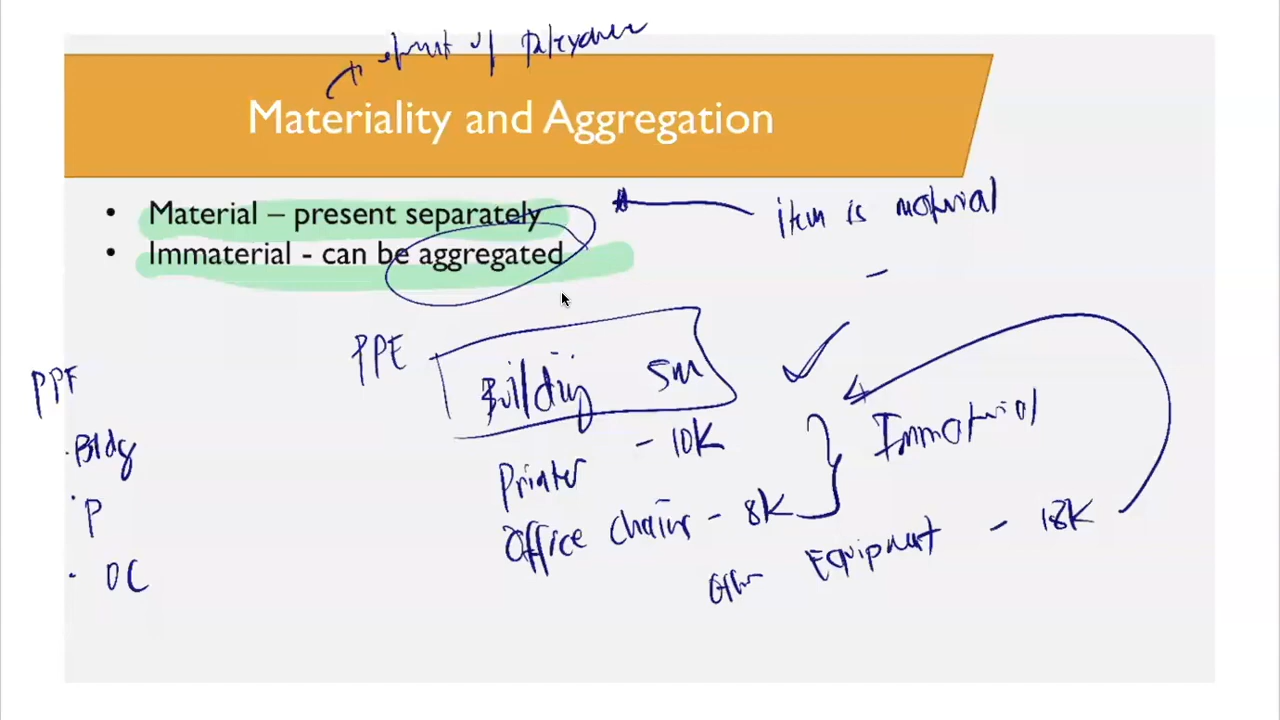 of
Materiality and Aggregation
• Material – present separately
item is material
• Immaterial - can be aggregated
-
PPE
Building 5M
Immaterial
Printer - 10K
Office Chairs - 8K
Equipment - 18K
PPE
· Bldg
· P
· OC